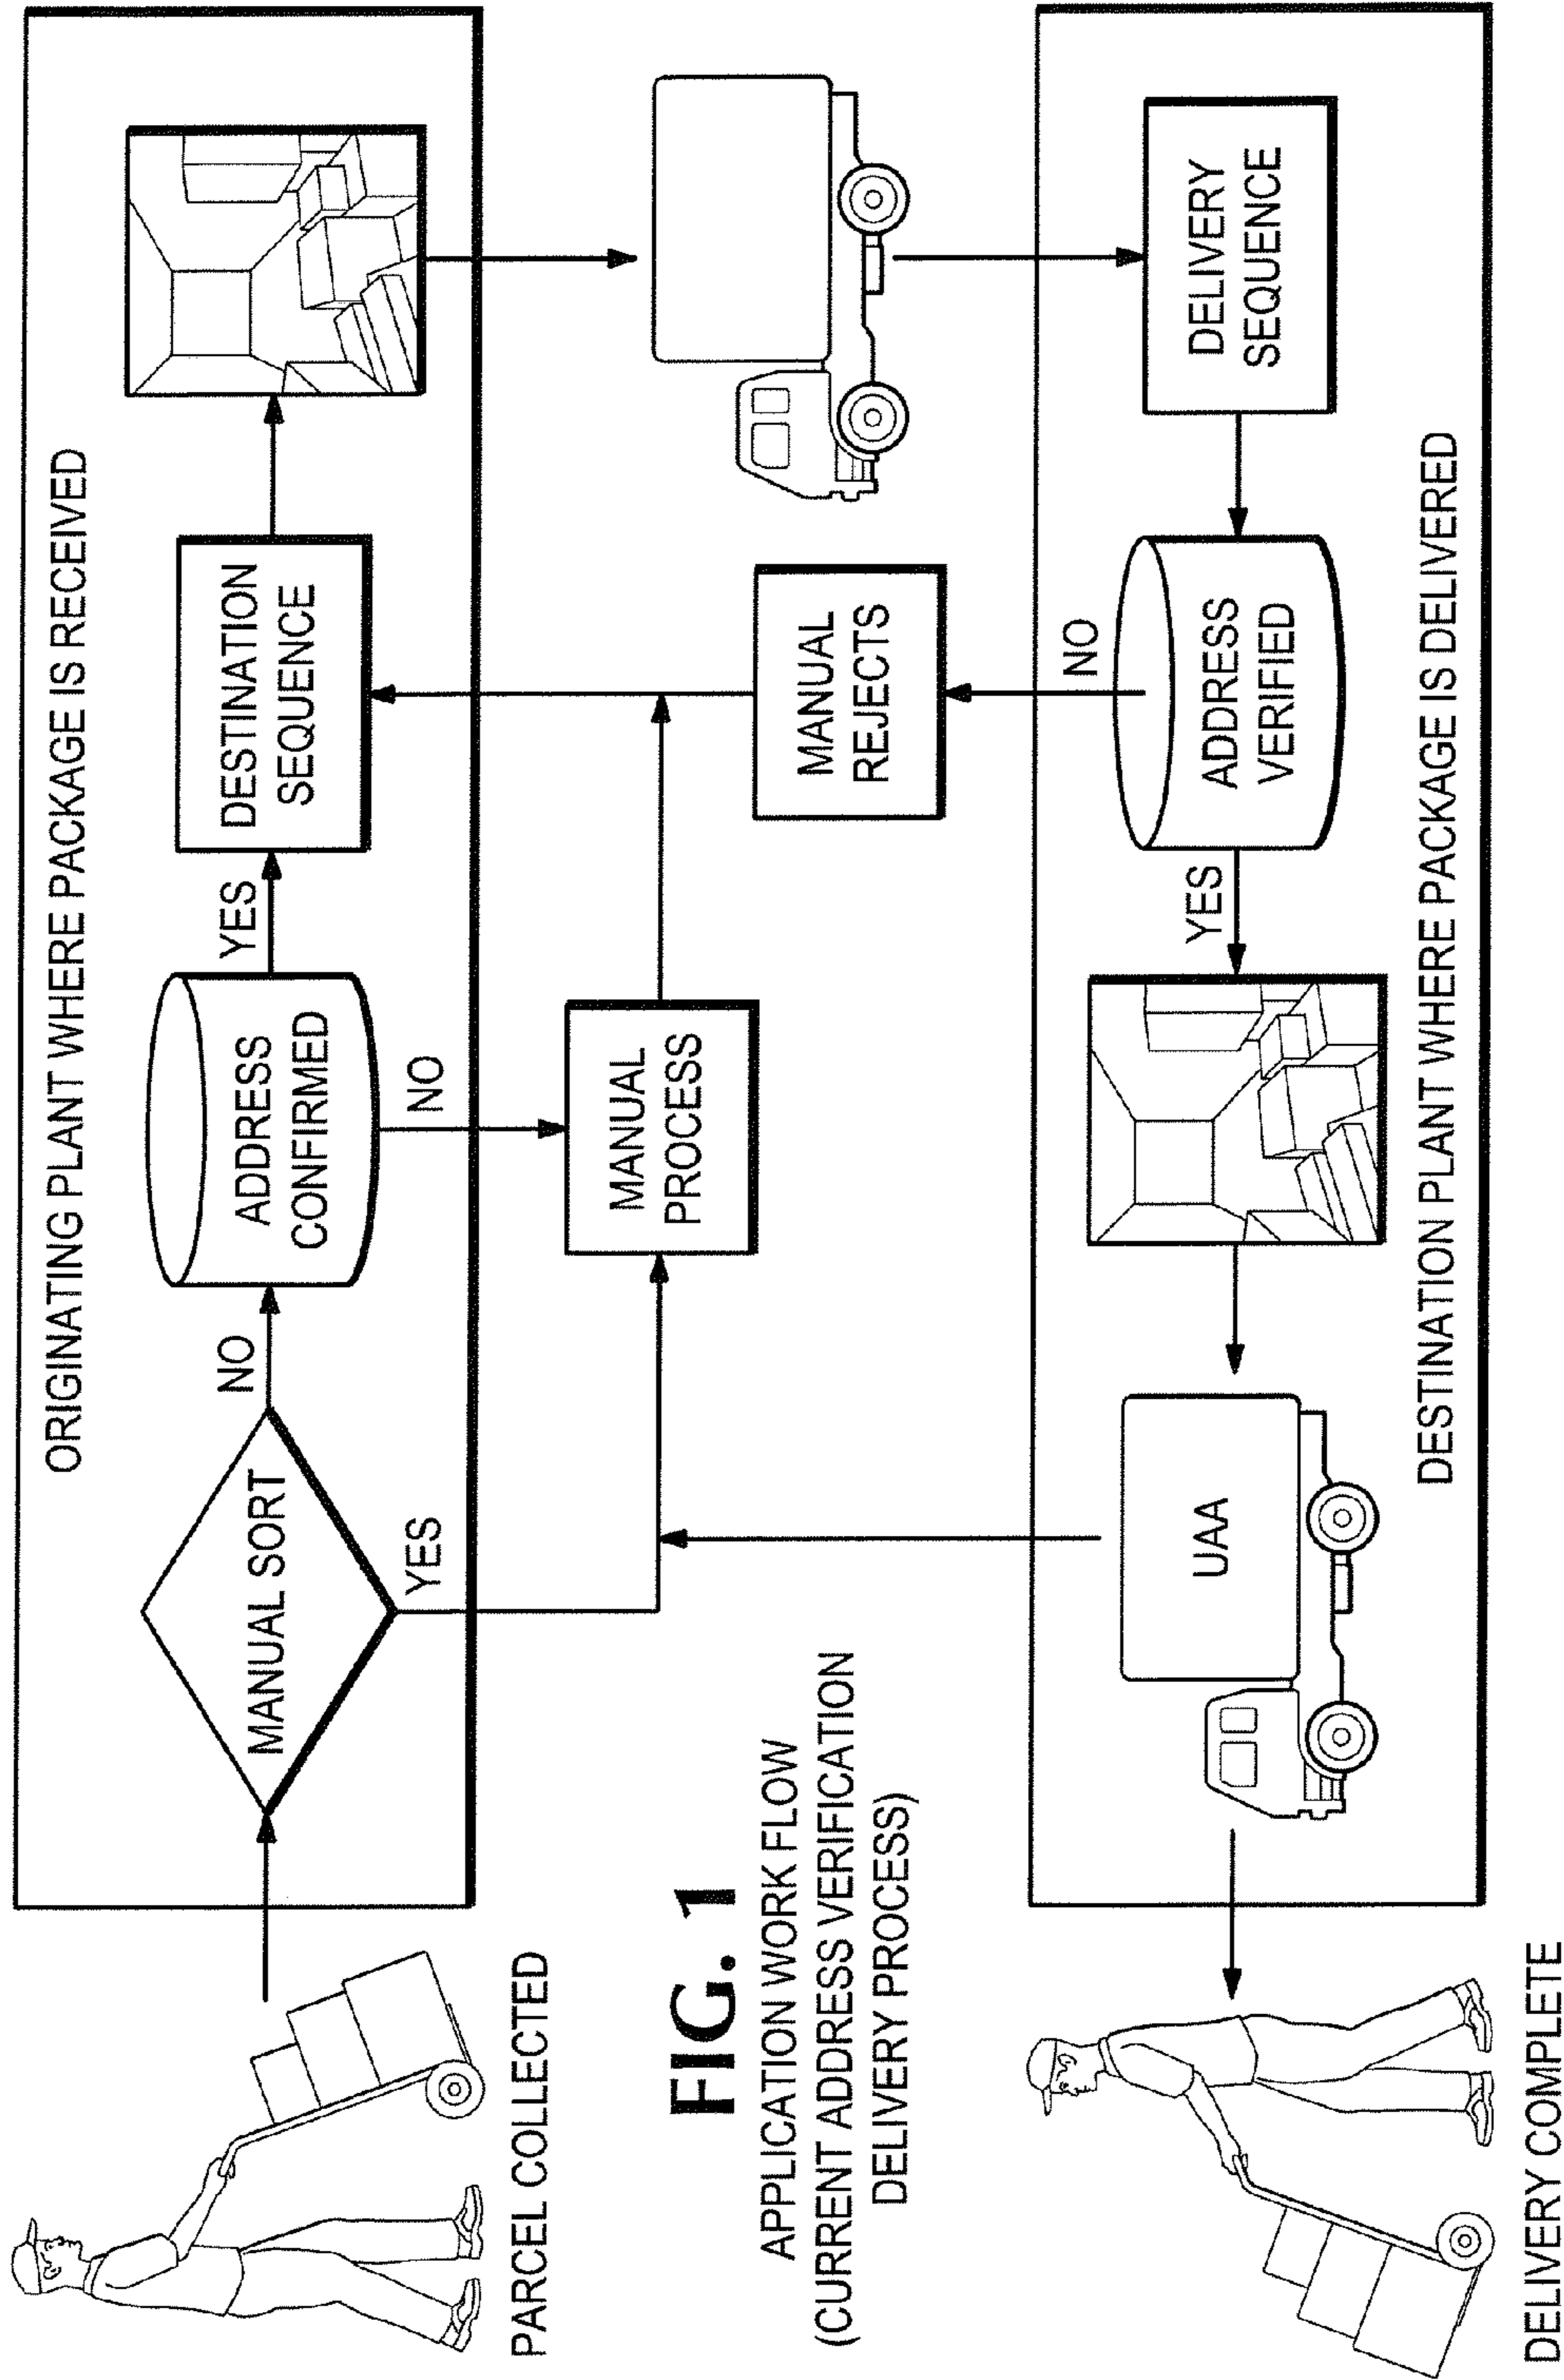 ORIGINATING PLANT WHERE PACKAGE IS RECEIVED
PARCEL COLLECTED
MANUAL SORT
NO
YES
ADDRESS
CONFIRMED
YES
NO
DESTINATION
SEQUENCE
MANUAL
PROCESS
MANUAL
REJECTS
FIG. 1
APPLICATION WORK FLOW
(CURRENT ADDRESS VERIFICATION
DELIVERY PROCESS)
DELIVERY
SEQUENCE
ADDRESS
VERIFIED
NO
YES
UAA
DESTINATION PLANT WHERE PACKAGE IS DELIVERED
DELIVERY COMPLETE